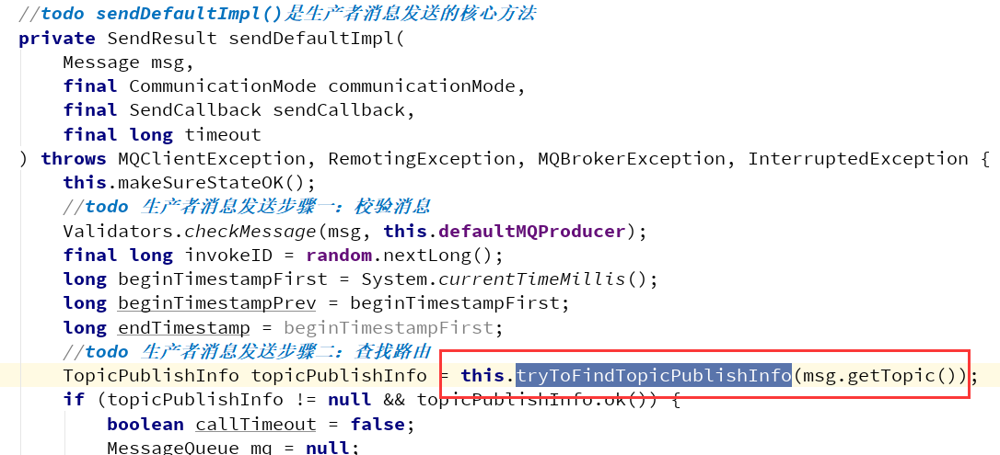 //todo sendDefaultImpl()是生产者消息发送的核心方法
private SendResult sendDefaultImpl(
Message msg,
final CommunicationMode communicationMode,
final SendCallback sendCallback,
final long timeout
) throws MQClientException, RemotingException, MQBrokerException, InterruptedException {
this.makeSureStateOK();
//todo 生产者消息发送步骤一：校验消息
Validators.checkMessage(msg, this.defaultMQProducer);
final long invokeID = random.nextLong();
long beginTimestampFirst = System.currentTimeMillis();
long beginTimestampPrev = beginTimestampFirst;
long endTimestamp = beginTimestampFirst;
//todo 生产者消息发送步骤二：查找路由
TopicPublishInfo topicPublishInfo = this.tryToFindTopicPublishInfo(msg.getTopic());
if (topicPublishInfo != null && topicPublishInfo.ok()) {
boolean callTimeout = false;
MessageQueue mq = null;